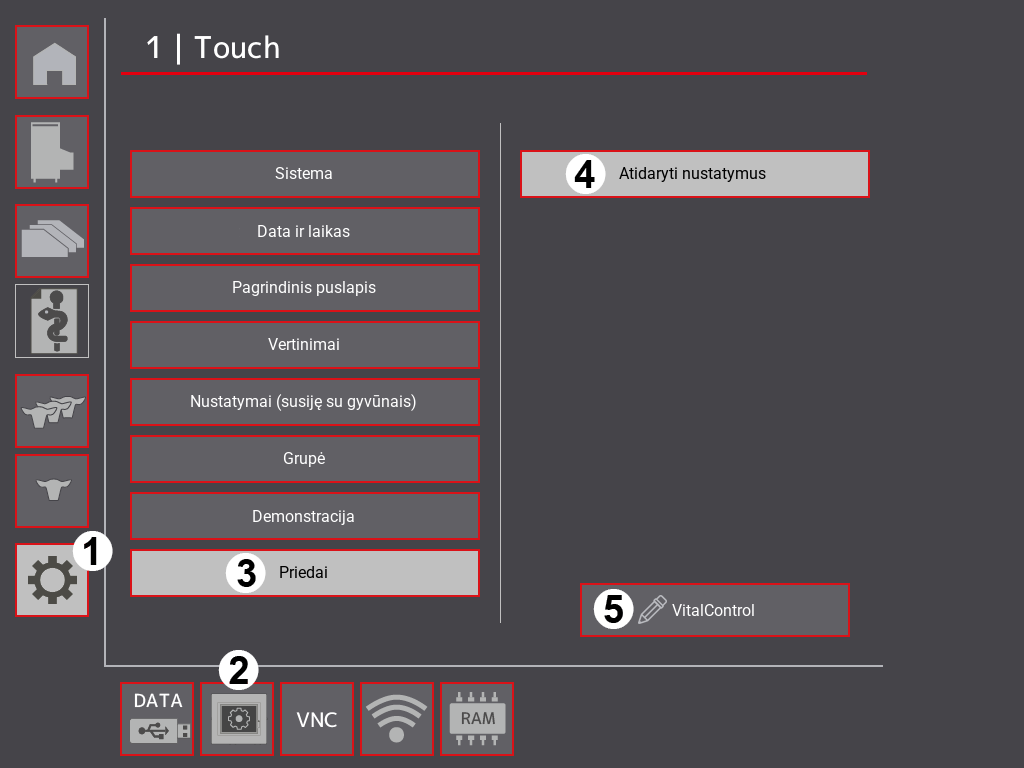 1 | Touch
Sistema
4 Atidaryti nustatymus
Data ir laikas
Pagrindinis puslapis
Vertinimai
Nustatymai (susiję su gyvūnais)
Grupė
Demonstracija
1
3 Priedai
5 VitalControl
2
DATA
VNC
RAM